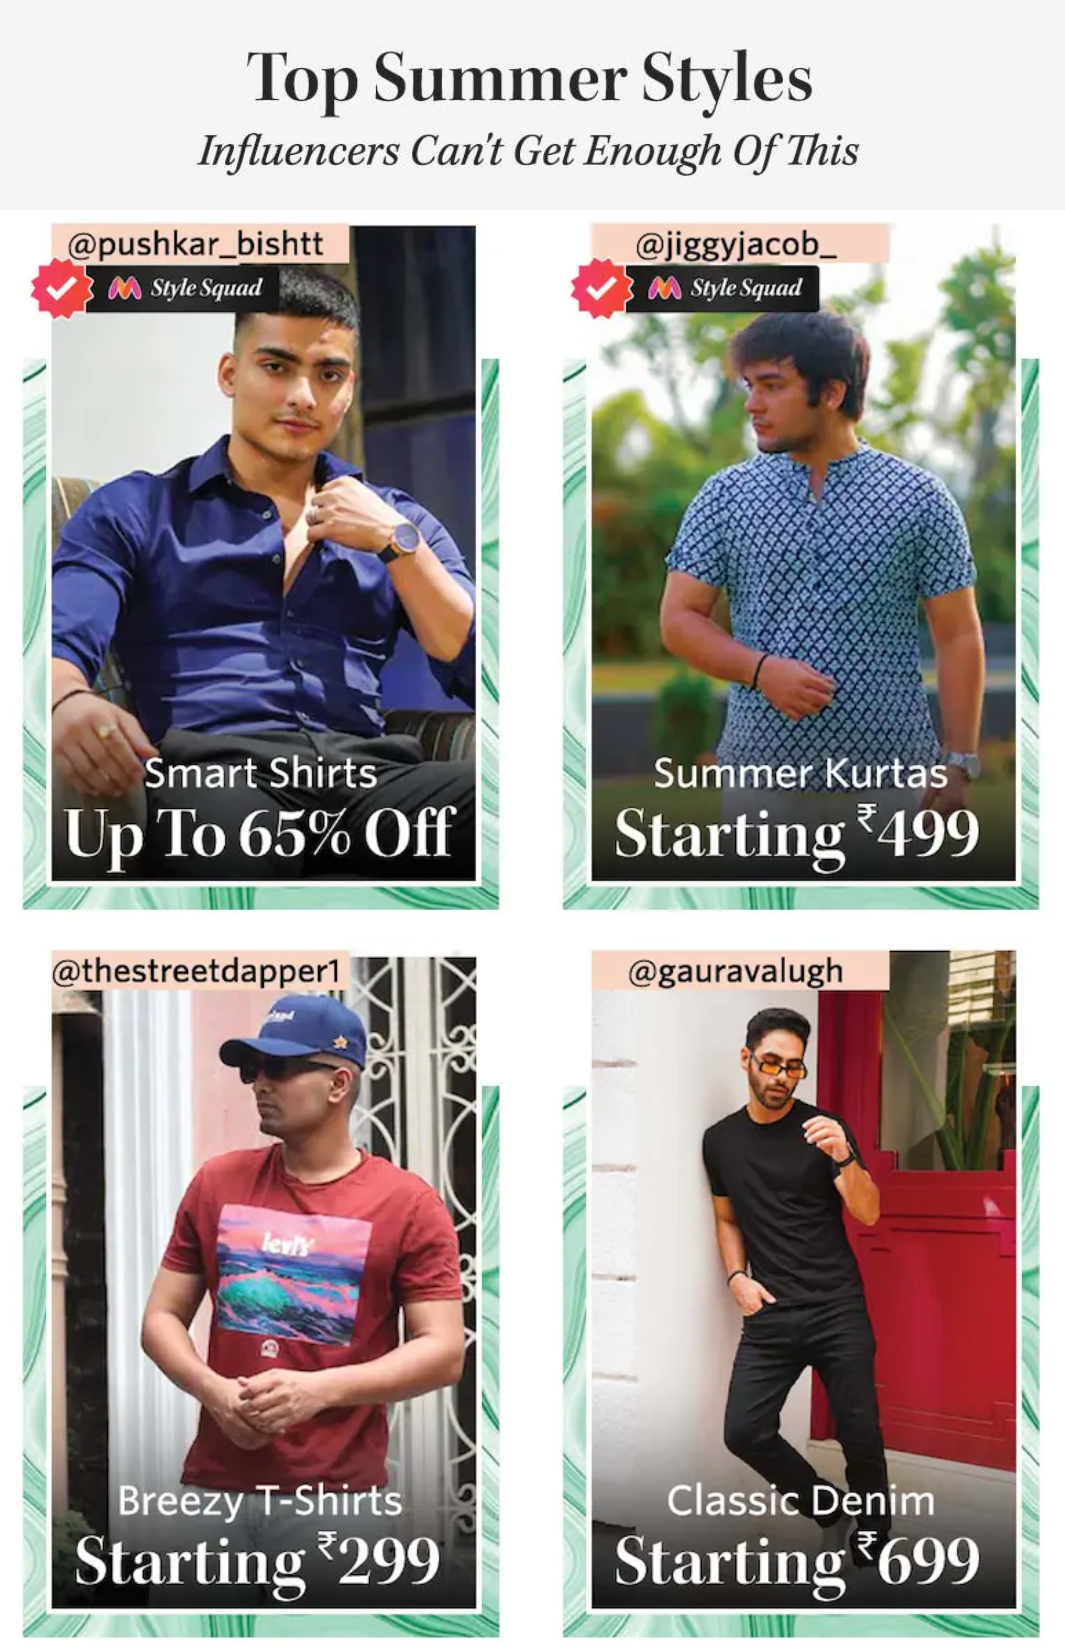 Top Summer Styles
Influencers Can't Get Enough Of This
@pushkar_bishtt
Style Squad
Smart Shirts
Up To 65% Off
@jiggyjacob_
Style Squad
Summer Kurtas
Starting ₹499
@thestreetdapper1
levi's
Breezy T-Shirts
Starting ₹299
@gauravalugh
Classic Denim
Starting ₹699